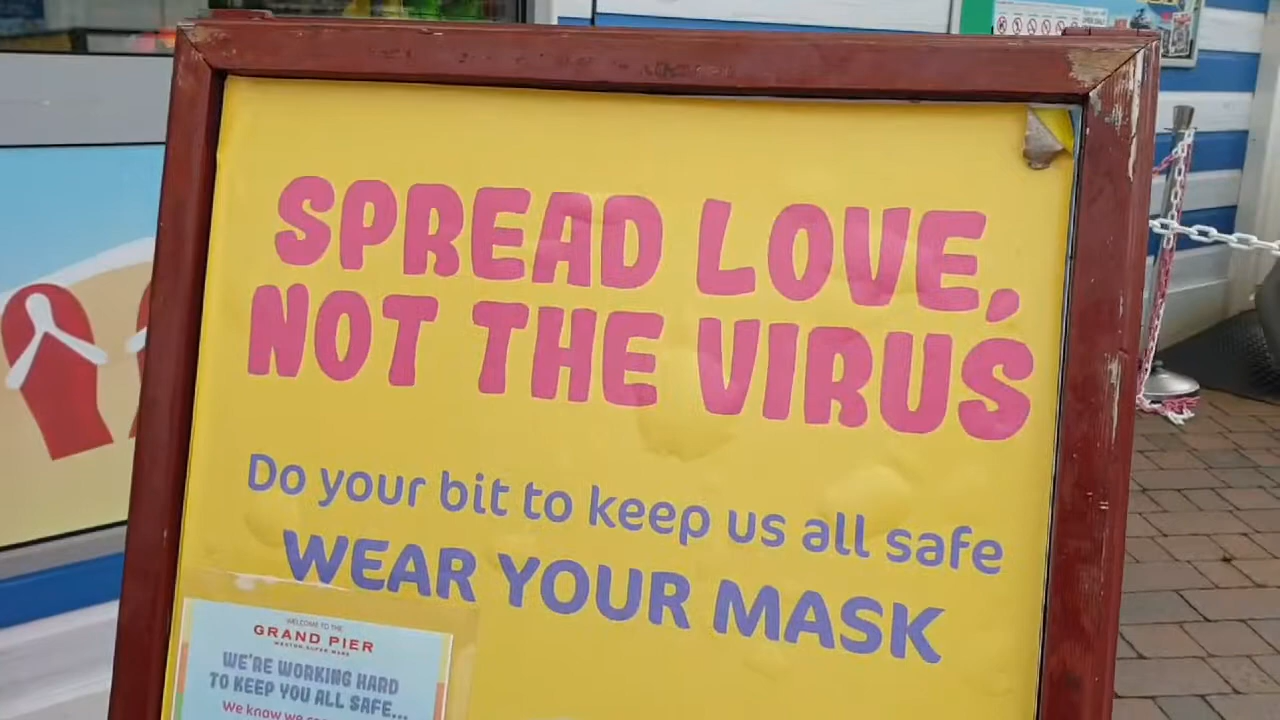 SPREAD LOVE,
NOT THE VIRUS
Do your bit to keep us all safe
WEAR YOUR MASK
WELCOME TO THE
GRAND PIER
WESTON-SUPER-MARE
WE'RE WORKING HARD
TO KEEP YOU ALL SAFE...
We know we